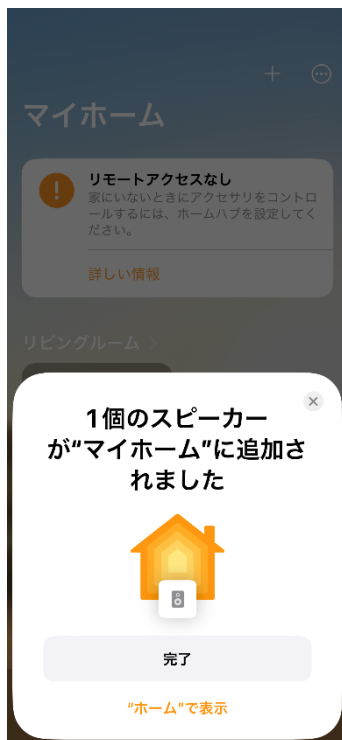 マイホーム
リモートアクセスなし
家にいないときにアクセサリをコントロ
ールするには、ホームハブを設定してく
ださい。
詳しい情報
リビングルーム
1個のスピーカー
が“マイホーム”に追加さ
れました
完了
“ホーム”で表示